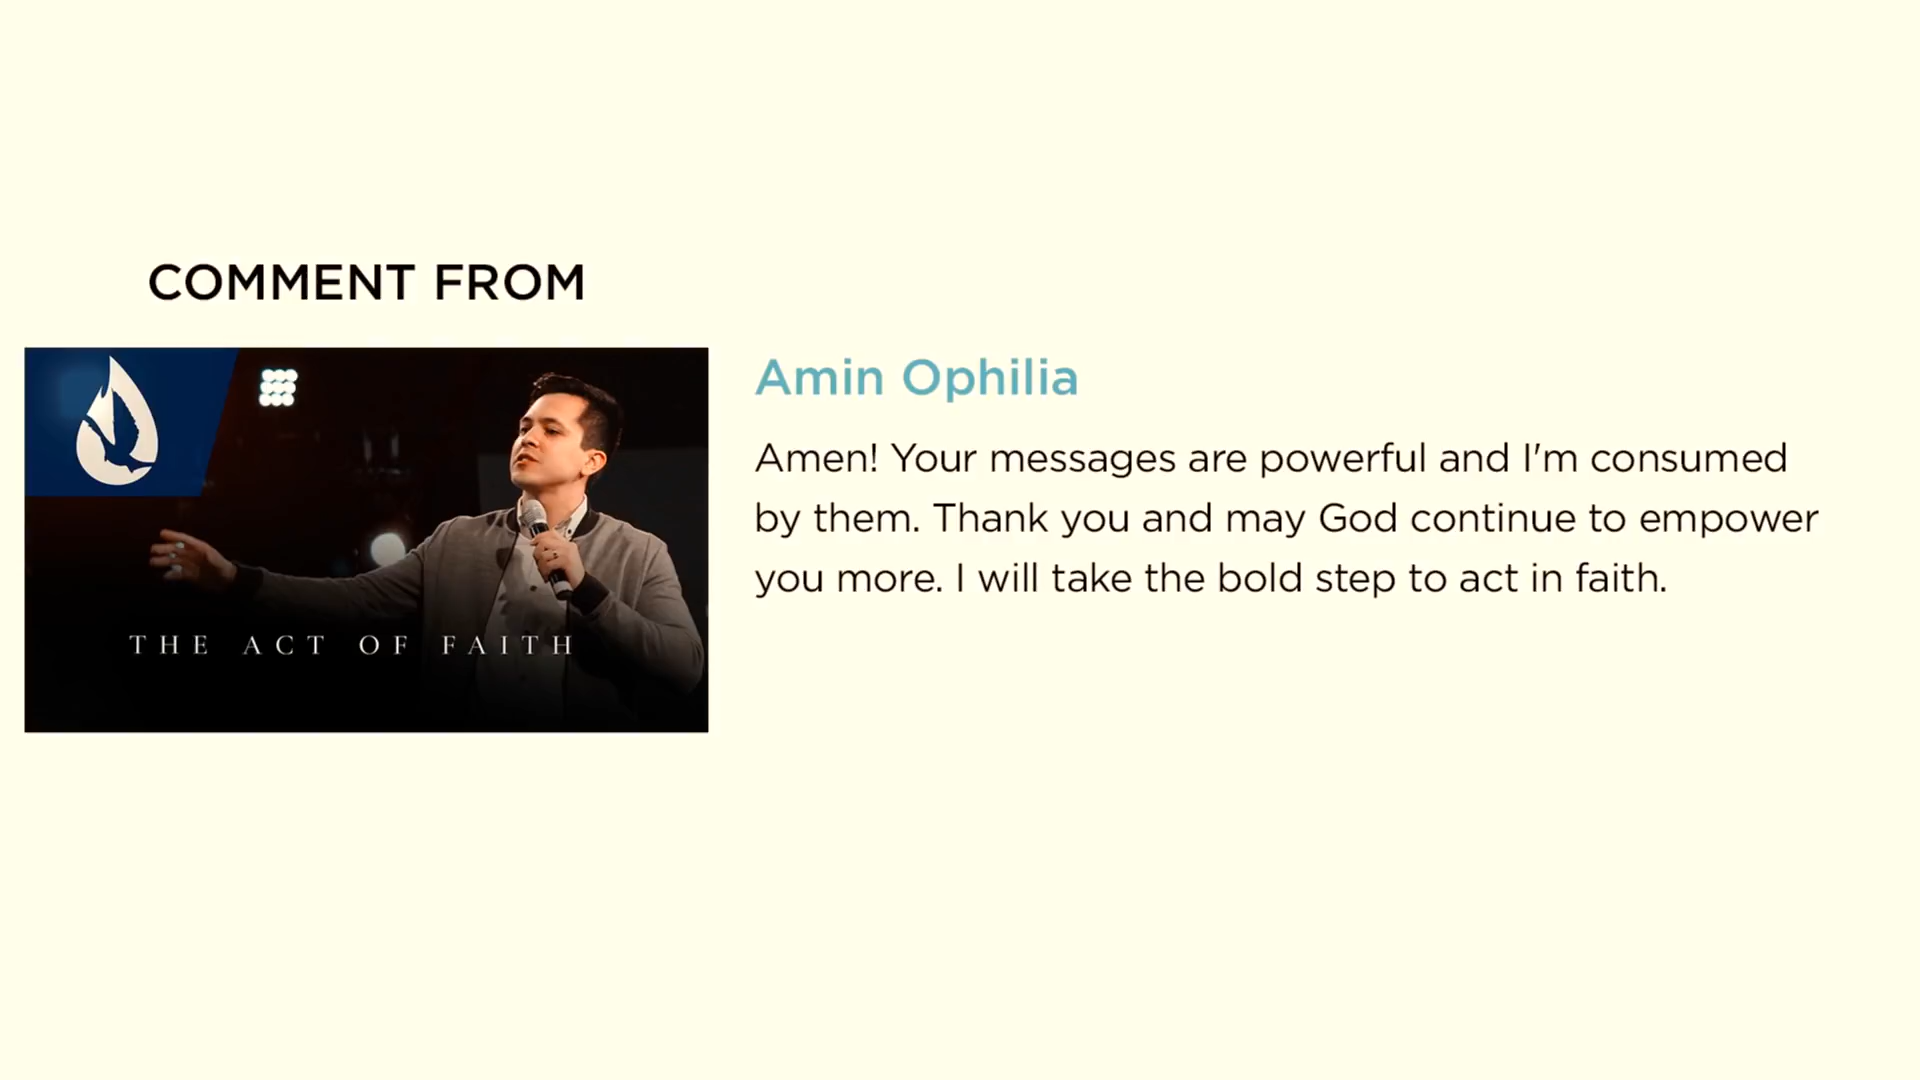 COMMENT FROM
THE ACT OF FAITH
Amin Ophilia
Amen! Your messages are powerful and I'm consumed
by them. Thank you and may God continue to empower
you more. I will take the bold step to act in faith.